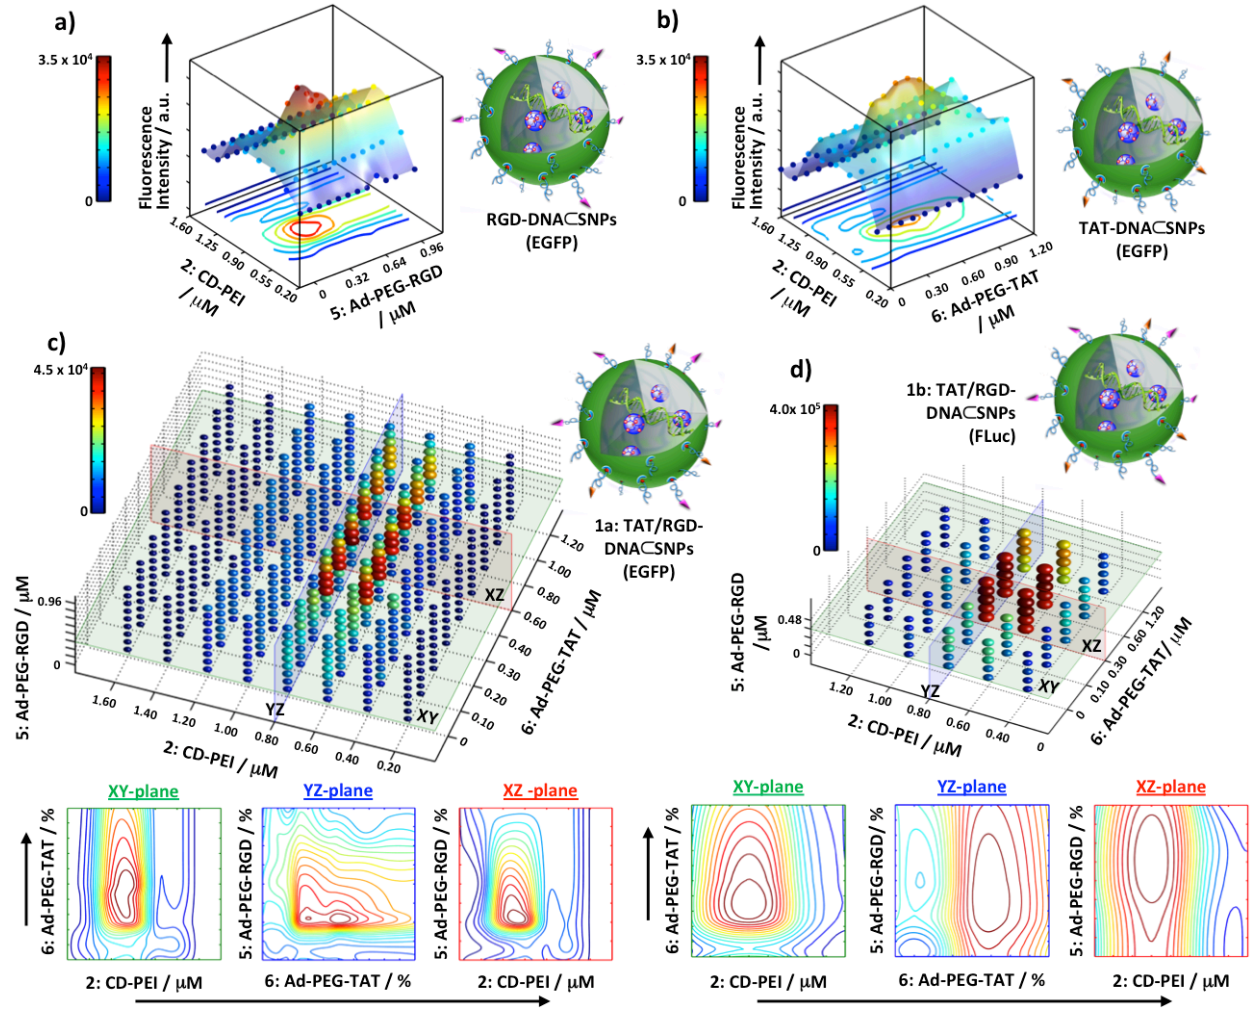 a)
3.5 x 10⁴
0
Fluorescence
Intensity / a.u.
1.60
1.25
0.90
0.55
0.20
2: CD-PEI
/ μM
0
0.32
0.64
0.96
5: Ad-PEG-RGD
/ μM
RGD-DNA⊂SNPs
(EGFP)
b)
3.5 x 10⁴
0
Fluorescence
Intensity / a.u.
1.60
1.25
0.90
0.55
0.20
2: CD-PEI
/ μM
0
0.30
0.60
0.90
1.20
6: Ad-PEG-TAT
/ μM
TAT-DNA⊂SNPs
(EGFP)
c)
4.5 x 10⁴
0
5: Ad-PEG-RGD / μM
0.96
0
1.60
1.40
1.20
1.00
0.80
0.60
0.40
0.20
2: CD-PEI / μM
0
0.10
0.20
0.30
0.40
0.60
0.80
1.00
1.20
6: Ad-PEG-TAT / μM
XZ
YZ
XY
1a: TAT/RGD-
DNA⊂SNPs
(EGFP)
d)
1b: TAT/RGD-
DNA⊂SNPs
(FLuc)
4.0x 10⁵
0
5: Ad-PEG-RGD
/μM
0.48
0
1.20
1.00
0.80
0.60
0.40
0
2: CD-PEI / μM
0
0.10
0.30
0.60
1.20
6: Ad-PEG-TAT/ μM
XZ
YZ
XY
XY-plane
YZ-plane
XZ -plane
6: Ad-PEG-TAT / %
5: Ad-PEG-RGD / %
5: Ad-PEG-RGD / %
2: CD-PEI / μM
6: Ad-PEG-TAT / %
2: CD-PEI / μM
XY-plane
YZ-plane
XZ-plane
6: Ad-PEG-TAT / %
5: Ad-PEG-RGD/ %
5: Ad-PEG-RGD / %
2: CD-PEI / μM
6: Ad-PEG-TAT / %
2: CD-PEI / μM